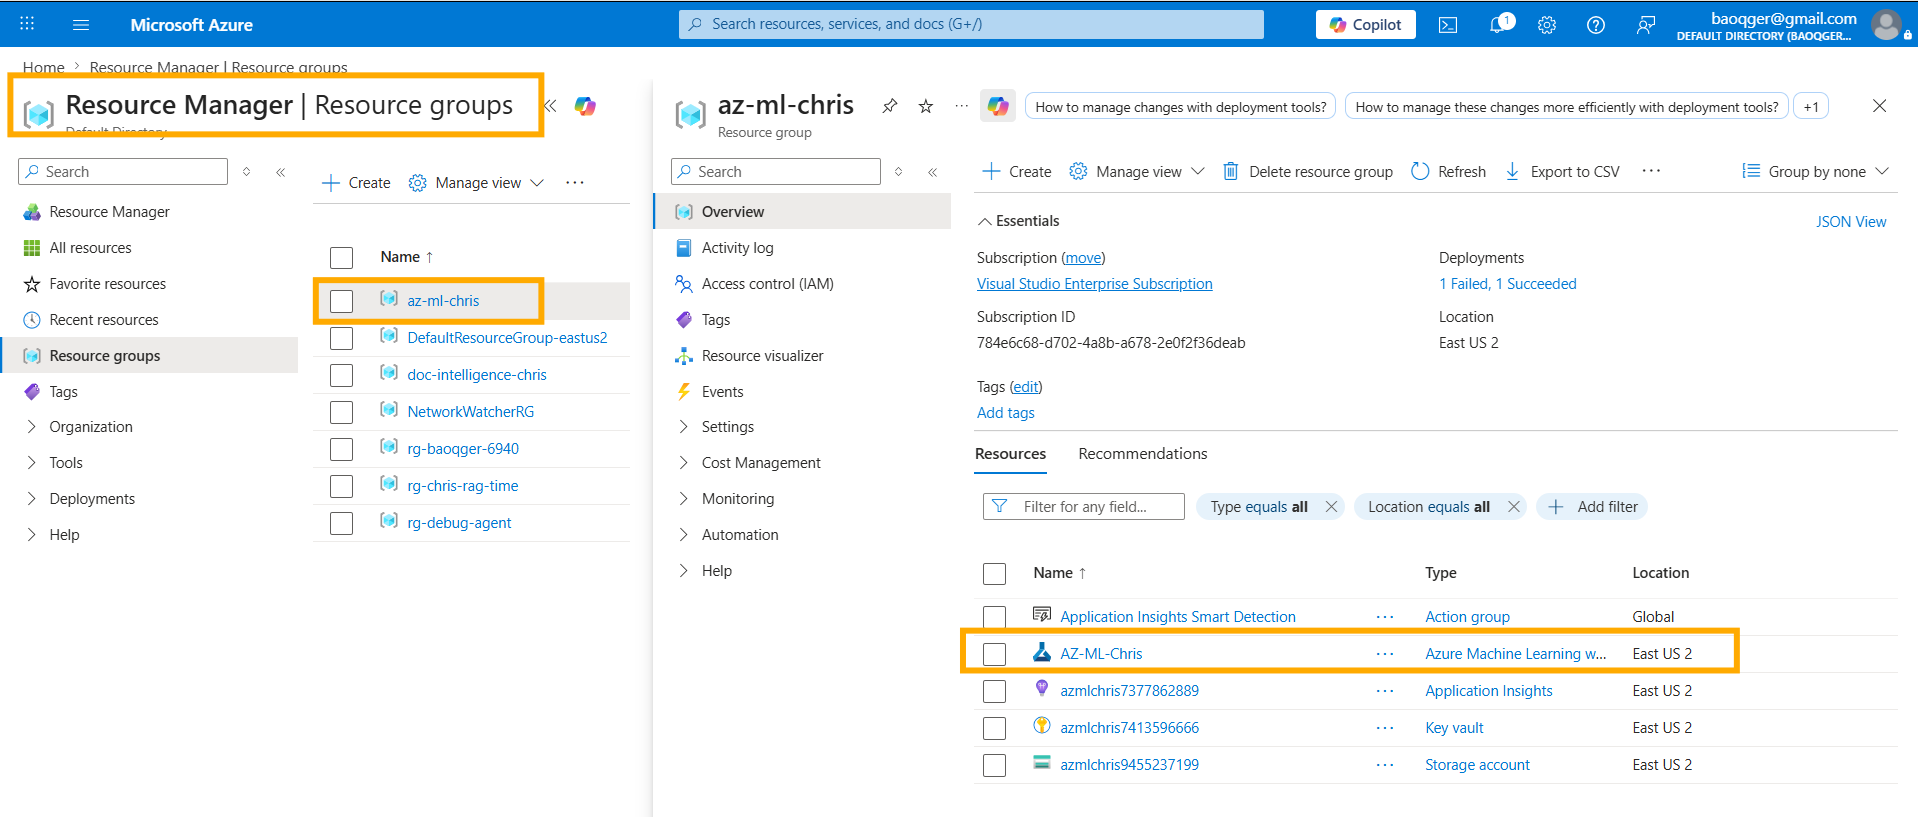 Microsoft Azure
Search resources, services, and docs (G+/)
Copilot
1
baoqger@gmail.com
DEFAULT DIRECTORY (BAOQGER...
Home > Resource Manager | Resource groups
Resource Manager | Resource groups
Default Directory
Search
Resource Manager
All resources
Favorite resources
Recent resources
Resource groups
Tags
Organization
Tools
Deployments
Help
Create
Manage view
Name ↑
az-ml-chris
DefaultResourceGroup-eastus2
doc-intelligence-chris
NetworkWatcherRG
rg-baoqger-6940
rg-chris-rag-time
rg-debug-agent
az-ml-chris
Resource group
How to manage changes with deployment tools?
How to manage these changes more efficiently with deployment tools?
+1
Search
Overview
Activity log
Access control (IAM)
Tags
Resource visualizer
Events
Settings
Cost Management
Monitoring
Automation
Help
Create
Manage view
Delete resource group
Refresh
Export to CSV
Group by none
Essentials
JSON View
Subscription (move)
Visual Studio Enterprise Subscription
Subscription ID
784e6c68-d702-4a8b-a678-2e0f2f36deab
Deployments
1 Failed, 1 Succeeded
Location
East US 2
Tags (edit)
Add tags
Resources
Recommendations
Filter for any field...
Type equals all
Location equals all
Add filter
Name ↑ Type Location
Application Insights Smart Detection ... Action group Global
AZ-ML-Chris ... Azure Machine Learning w... East US 2
azmlchris7377862889 ... Application Insights East US 2
azmlchris7413596666 ... Key vault East US 2
azmlchris9455237199 ... Storage account East US 2